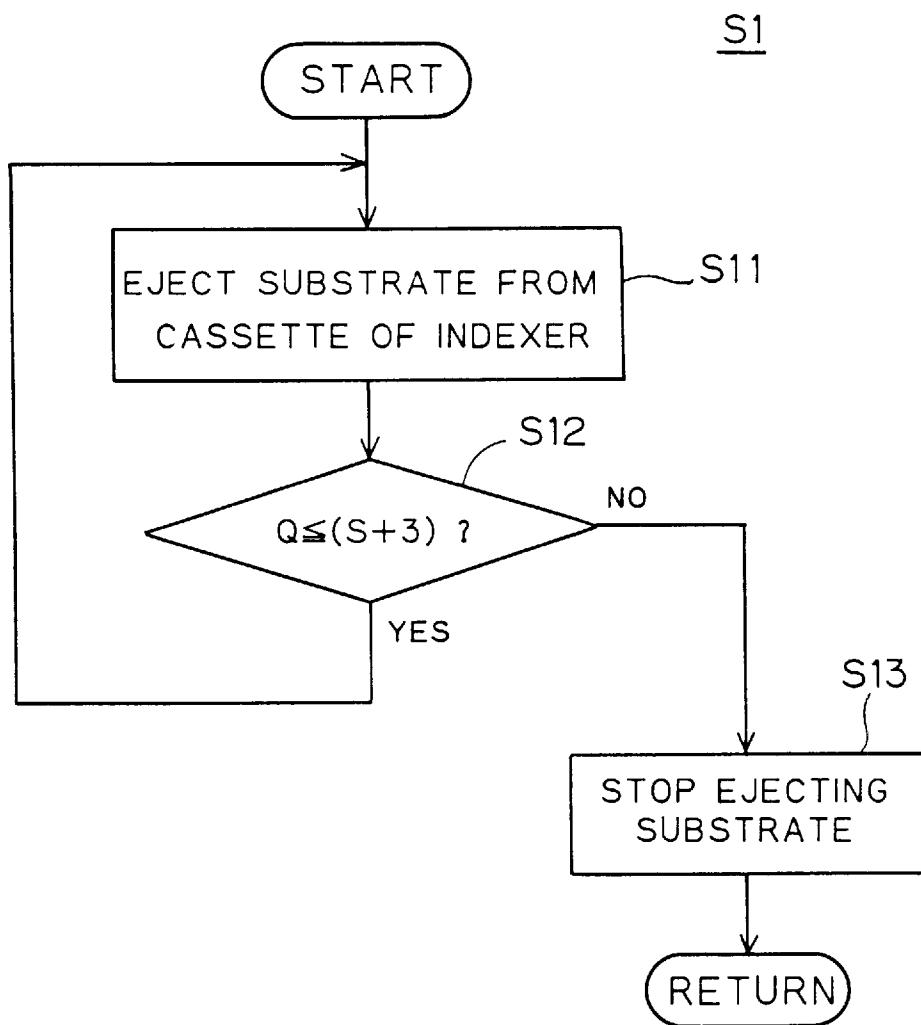 S1
START
EJECT SUBSTRATE FROM
CASSETTE OF INDEXER
S11
S12
Q≦(S+3) ?
NO
YES
S13
STOP EJECTING
SUBSTRATE
RETURN